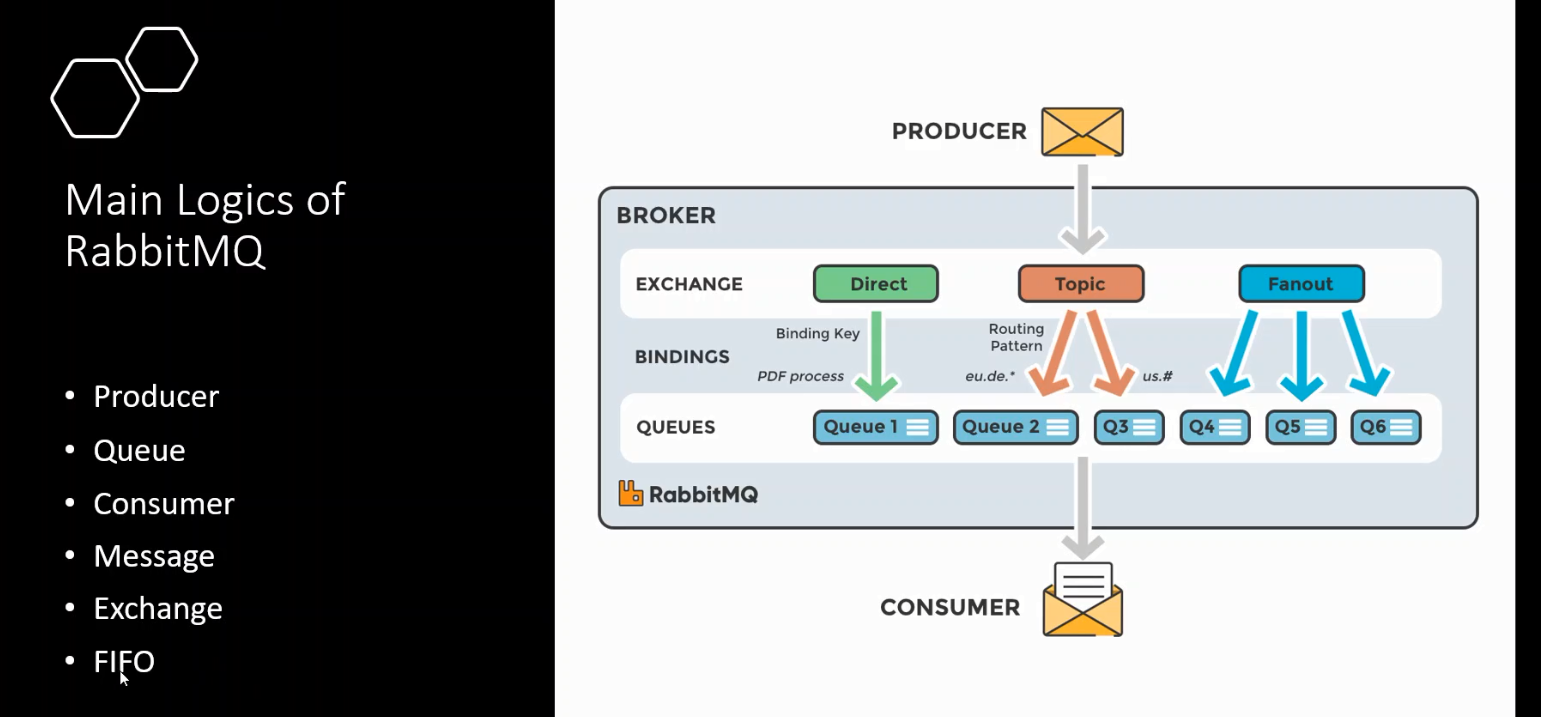 Main Logics of
RabbitMQ
• Producer
• Queue
• Consumer
• Message
• Exchange
• FIFO
PRODUCER
BROKER
EXCHANGE
Direct
Topic
Fanout
BINDINGS
Binding Key
PDF process
Routing
Pattern
eu.de.*
us.#
QUEUES
Queue 1
Queue 2
Q3
Q4
Q5
Q6
RabbitMQ
CONSUMER